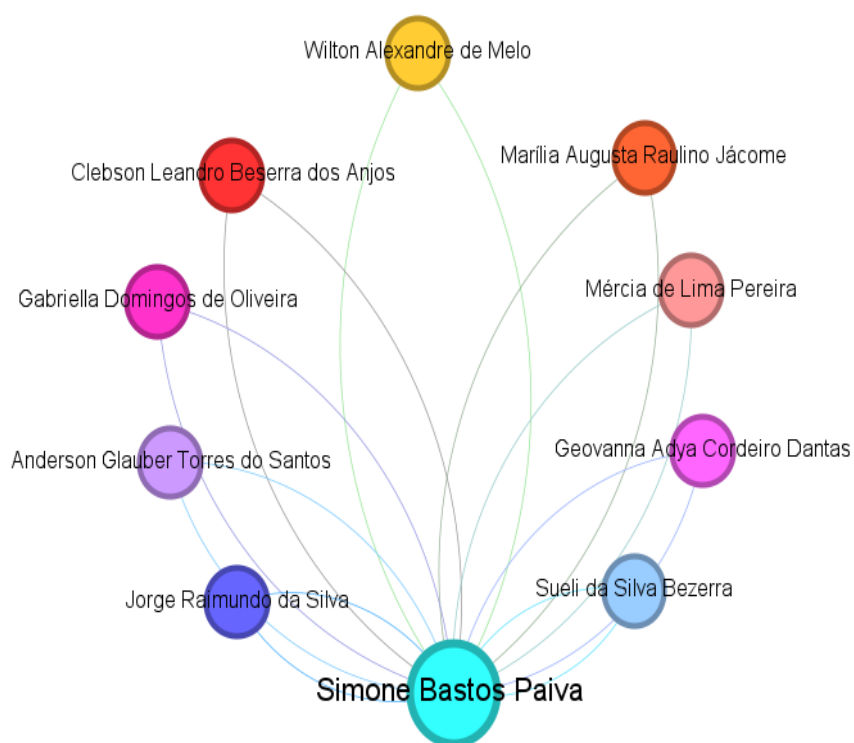 Wilton Alexandre de Melo
Marília Augusta Raulino Jácome
Clebson Leandro Beserra dos Anjos
Mércia de Lima Pereira
Gabriella Domingos de Oliveira
Geovanna Adya Cordeiro Dantas
Anderson Glauber Torres do Santos
Sueli da Silva Bezerra
Jorge Raimundo da Silva
Simone Bastos Paiva